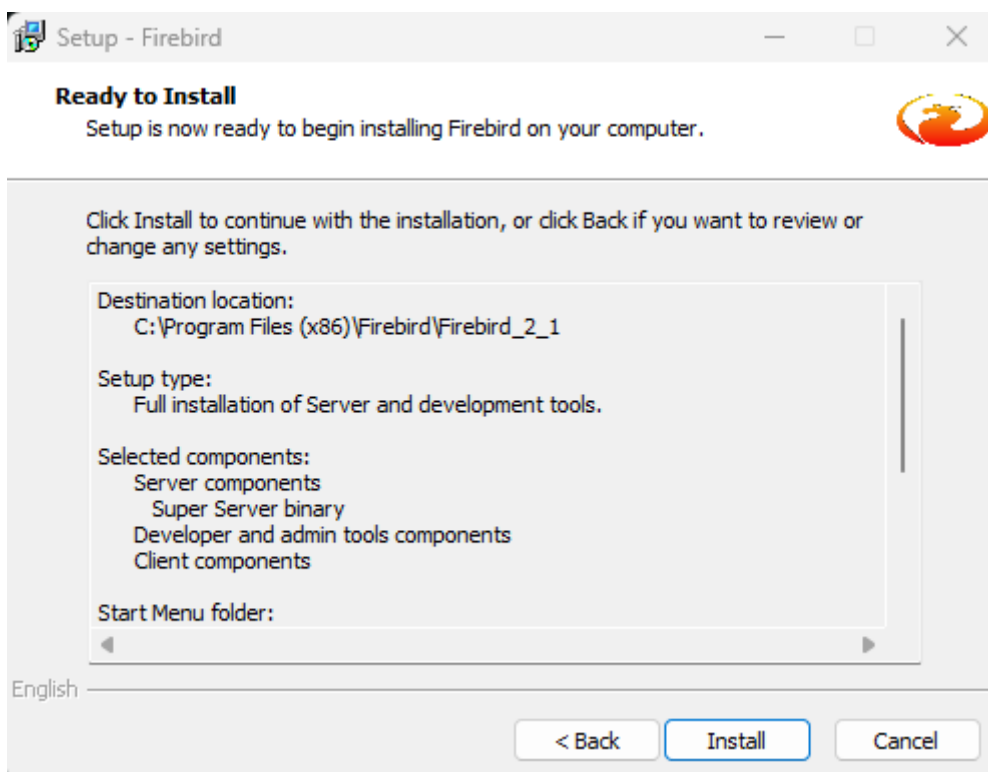 Setup - Firebird
Ready to Install
Setup is now ready to begin installing Firebird on your computer.
Click Install to continue with the installation, or click Back if you want to review or
change any settings.
Destination location:
C:\Program Files (x86)\Firebird\Firebird_2_1
Setup type:
Full installation of Server and development tools.
Selected components:
Server components
Super Server binary
Developer and admin tools components
Client components
Start Menu folder:
English
< Back
Install
Cancel